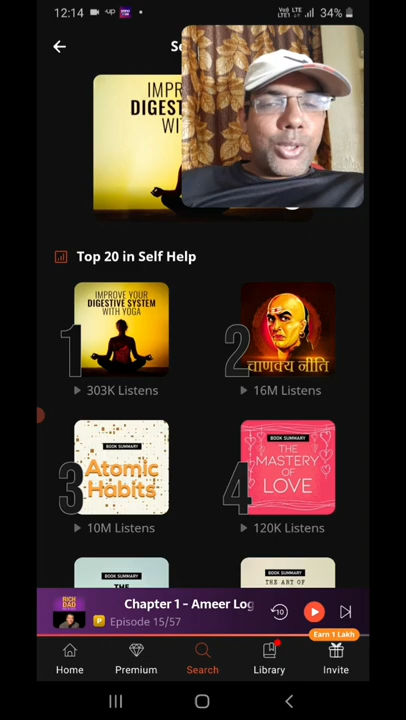 12:14
LTE
34%
IMPR
DIGEST
WIT
Top 20 in Self Help
IMPROVE YOUR
DIGESTIVE SYSTEM
WITH YOGA
1
303K Listens
चाणक्य नीति
2
16M Listens
BOOK SUMMARY
Atomic
Habits
3
10M Listens
BOOK SUMMARY
THE
MASTERY
OF
LOVE
4
120K Listens
BOOK SUMMARY
THE
BOOK SUMMARY
THE ART OF
RICH
DAD
Chapter 1 - Ameer Log
P Episode 15/57
10
Earn 1 Lakh
Home
Premium
Search
Library
Invite